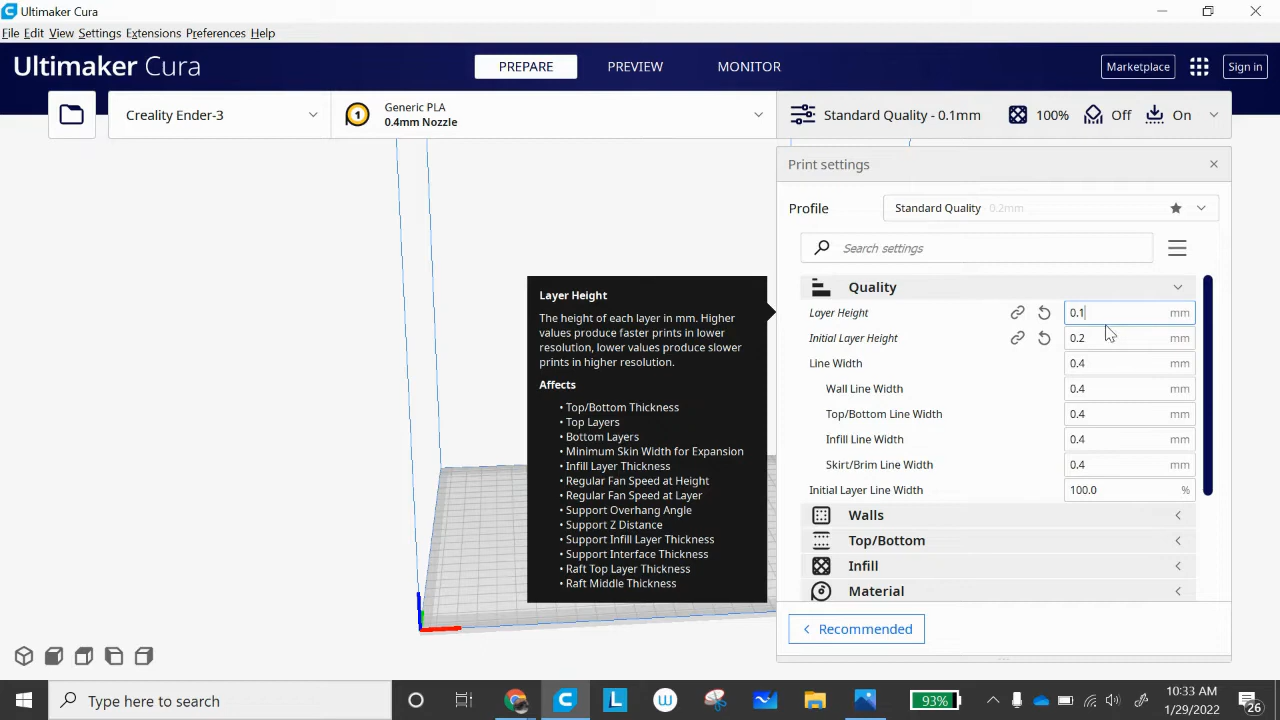 Ultimaker Cura
File Edit View Settings Extensions Preferences Help
Ultimaker Cura
PREPARE
PREVIEW
MONITOR
Marketplace
Sign in
Creality Ender-3
1
Generic PLA
0.4mm Nozzle
Standard Quality - 0.1mm
100%
Off
On
Print settings
Profile
Standard Quality 0.2mm
Search settings
Quality
Layer Height
0.1 mm
Initial Layer Height
0.2 mm
Line Width
0.4 mm
Wall Line Width
0.4 mm
Top/Bottom Line Width
0.4 mm
Infill Line Width
0.4 mm
Skirt/Brim Line Width
0.4 mm
Initial Layer Line Width
100.0 %
Walls
Top/Bottom
Infill
Material
Recommended
Layer Height
The height of each layer in mm. Higher
values produce faster prints in lower
resolution, lower values produce slower
prints in higher resolution.
Affects
• Top/Bottom Thickness
• Top Layers
• Bottom Layers
• Minimum Skin Width for Expansion
• Infill Layer Thickness
• Regular Fan Speed at Height
• Regular Fan Speed at Layer
• Support Overhang Angle
• Support Z Distance
• Support Infill Layer Thickness
• Support Interface Thickness
• Raft Top Layer Thickness
• Raft Middle Thickness
Type here to search
L
w
93%
10:33 AM
1/29/2022
26